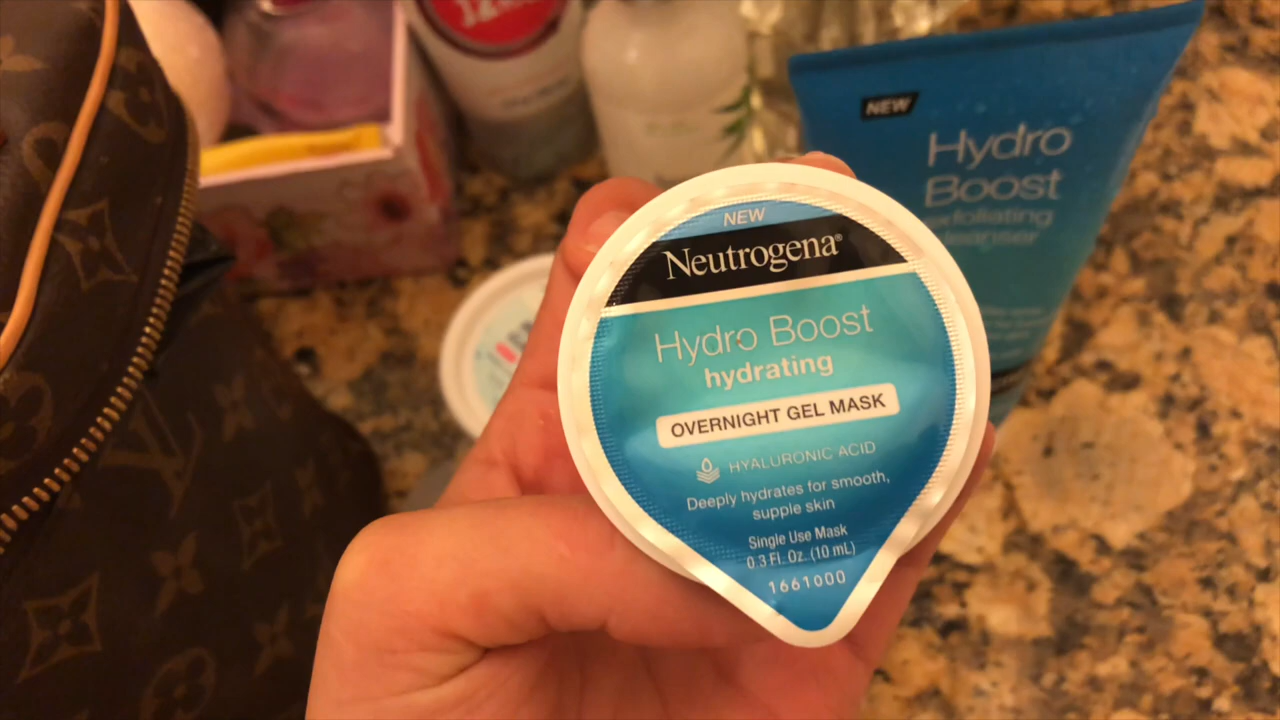 NEW
Neutrogena®
Hydro Boost
hydrating
OVERNIGHT GEL MASK
HYALURONIC ACID
Deeply hydrates for smooth,
supple skin
Single Use Mask
0.3 Fl. Oz. (10 mL)
1661000
NEW
Hydro
Boost
exfoliating
cleanser